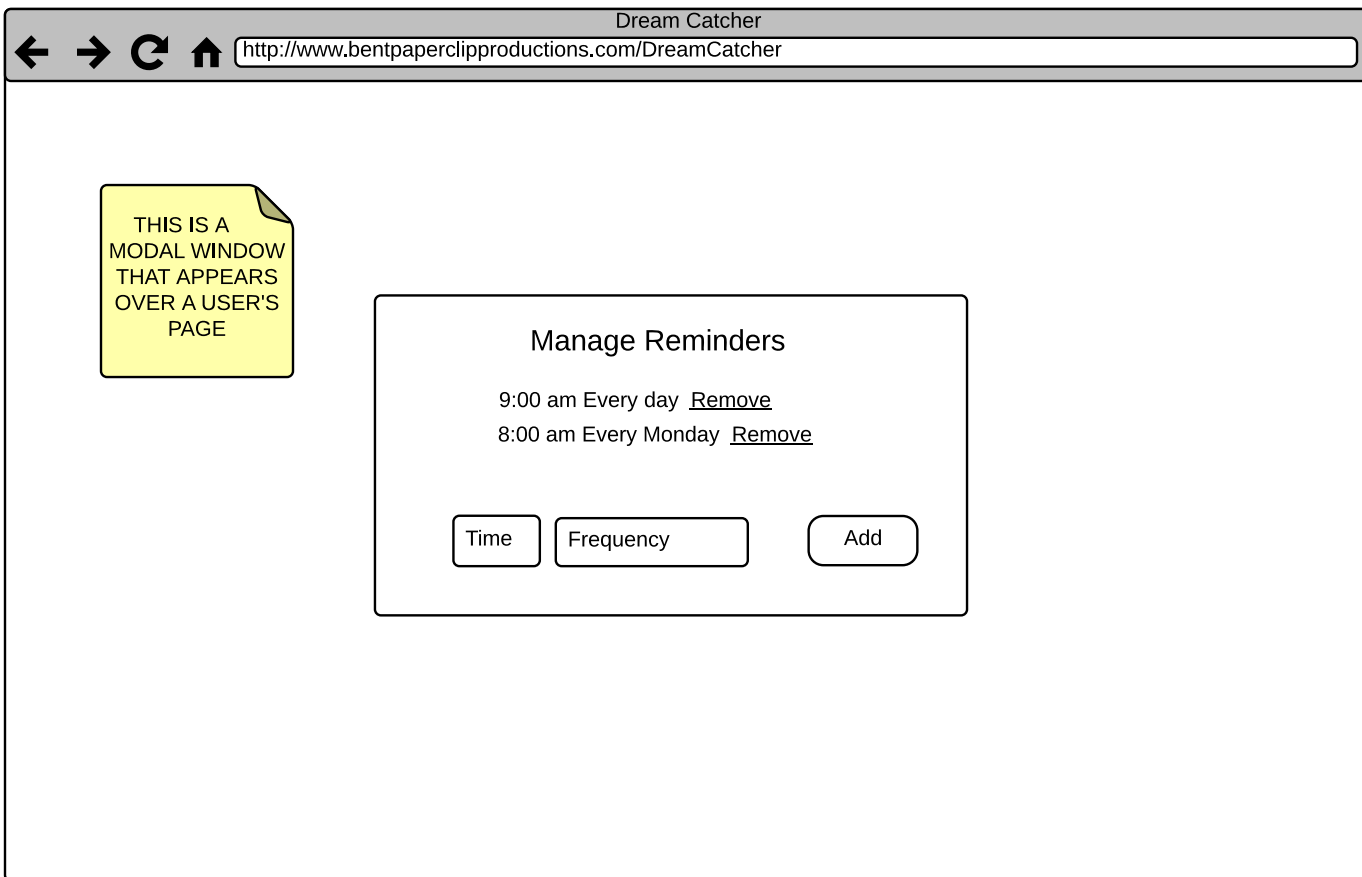 Dream Catcher
http://www.bentpaperclipproductions.com/DreamCatcher
THIS IS A
MODAL WINDOW
THAT APPEARS
OVER A USER'S
PAGE
Manage Reminders
9:00 am Every day Remove
8:00 am Every Monday Remove
Time Frequency Add